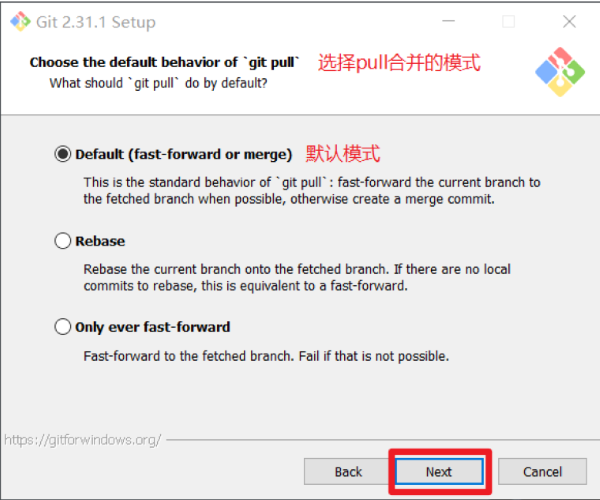 Git 2.31.1 Setup
Choose the default behavior of `git pull` 选择pull合并的模式
What should `git pull` do by default?
Default (fast-forward or merge) 默认模式
This is the standard behavior of `git pull`: fast-forward the current branch to
the fetched branch when possible, otherwise create a merge commit.
Rebase
Rebase the current branch onto the fetched branch. If there are no local
commits to rebase, this is equivalent to a fast-forward.
Only ever fast-forward
Fast-forward to the fetched branch. Fail if that is not possible.
https://gitforwindows.org/
Back Next Cancel